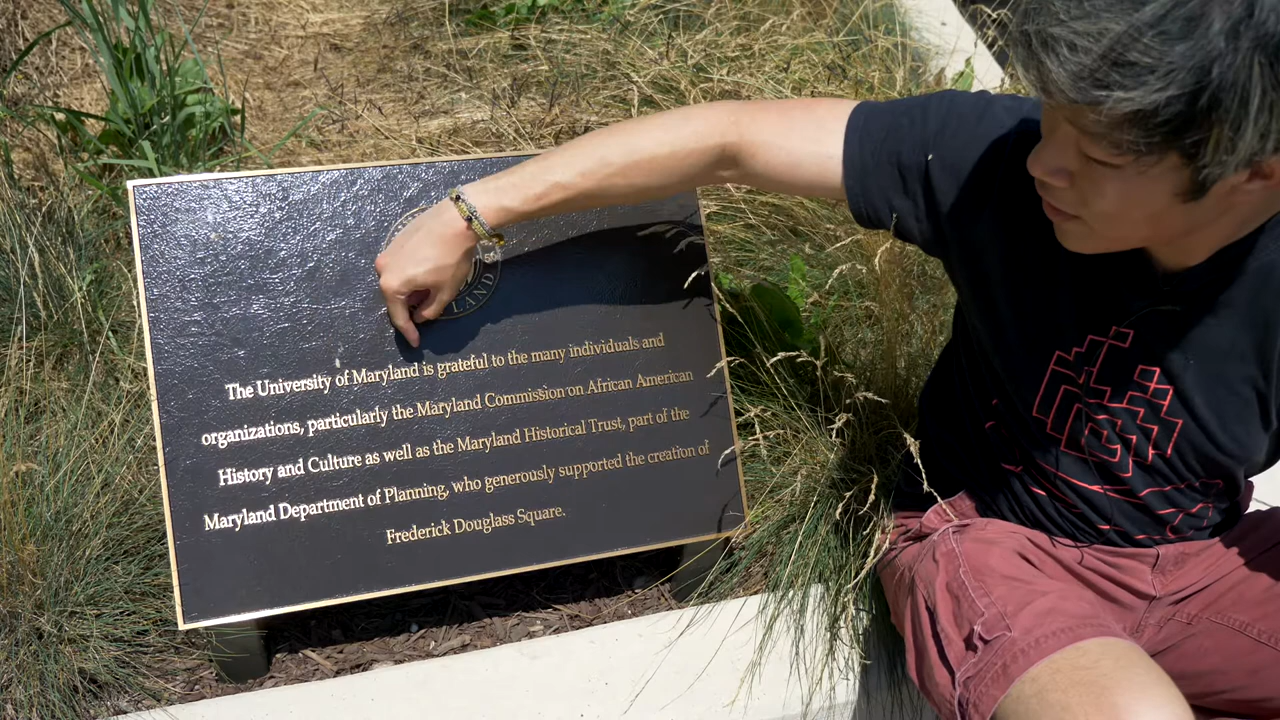 LAND
The University of Maryland is grateful to the many individuals and
organizations, particularly the Maryland Commission on African American
History and Culture as well as the Maryland Historical Trust, part of the
Maryland Department of Planning, who generously supported the creation of
Frederick Douglass Square.